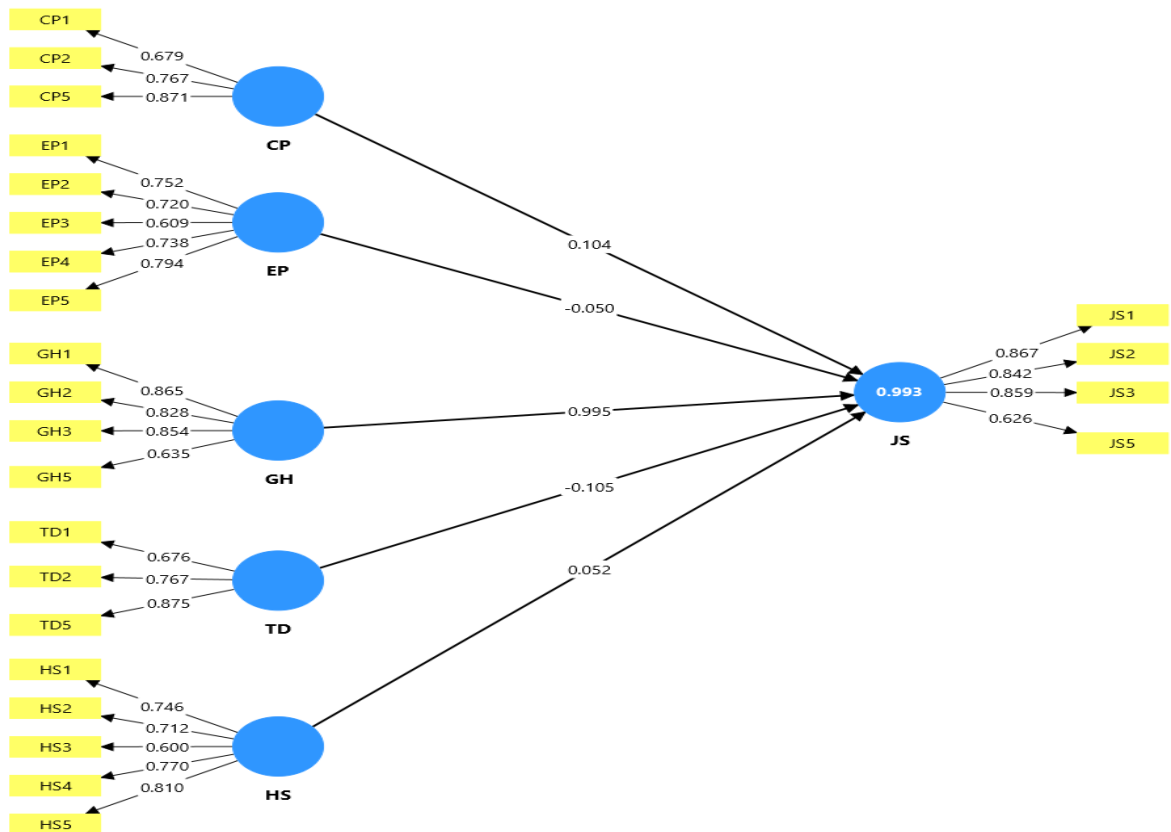 CP1
CP2
CP5
0.679
0.767
0.871
CP
EP1
EP2
EP3
EP4
EP5
0.752
0.720
0.609
0.738
0.794
EP
GH1
GH2
GH3
GH5
0.865
0.828
0.854
0.635
GH
TD1
TD2
TD5
0.676
0.767
0.875
TD
HS1
HS2
HS3
HS4
HS5
0.746
0.712
0.600
0.770
0.810
HS
0.104
-0.050
0.995
-0.105
0.052
0.993
JS
0.867
0.842
0.859
0.626
JS1
JS2
JS3
JS5